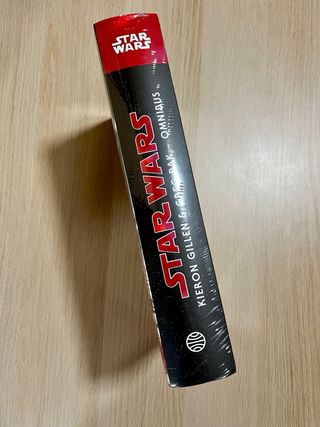 STAR
WARS
STAR WARS
KIERON GILLEN & GREG PAK OMNIBUS